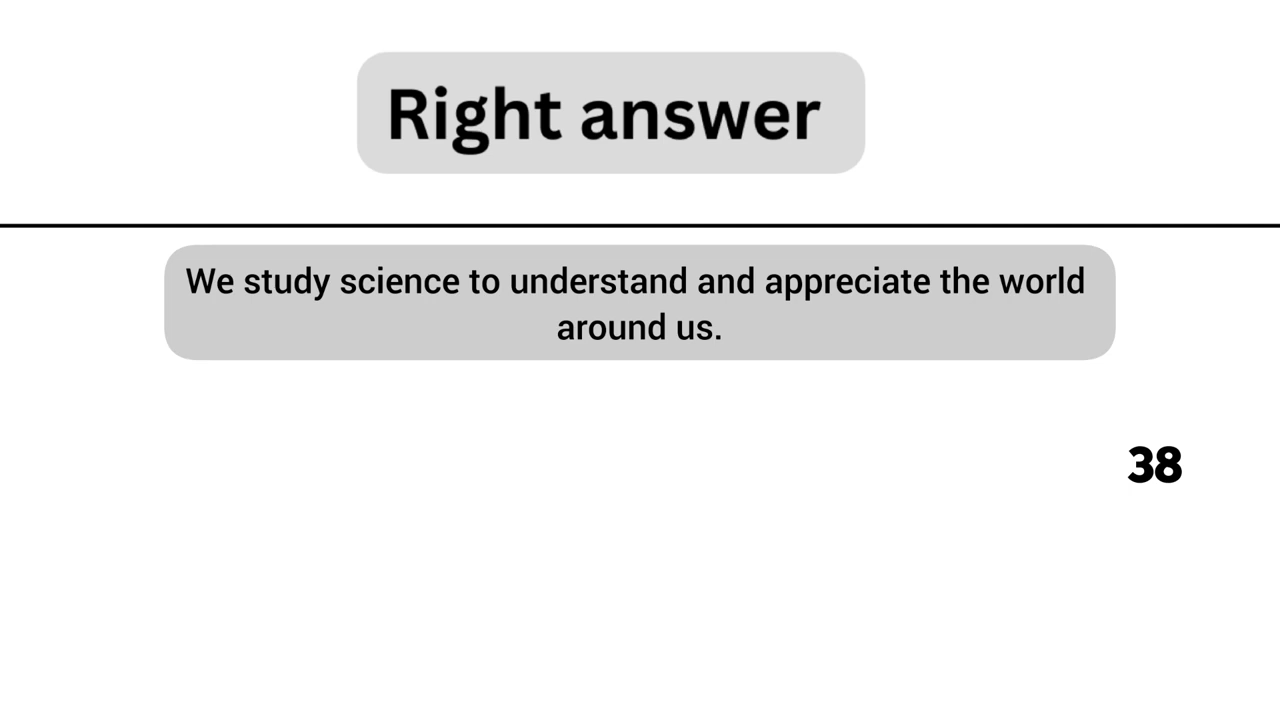 Right answer
We study science to understand and appreciate the world
around us.
38